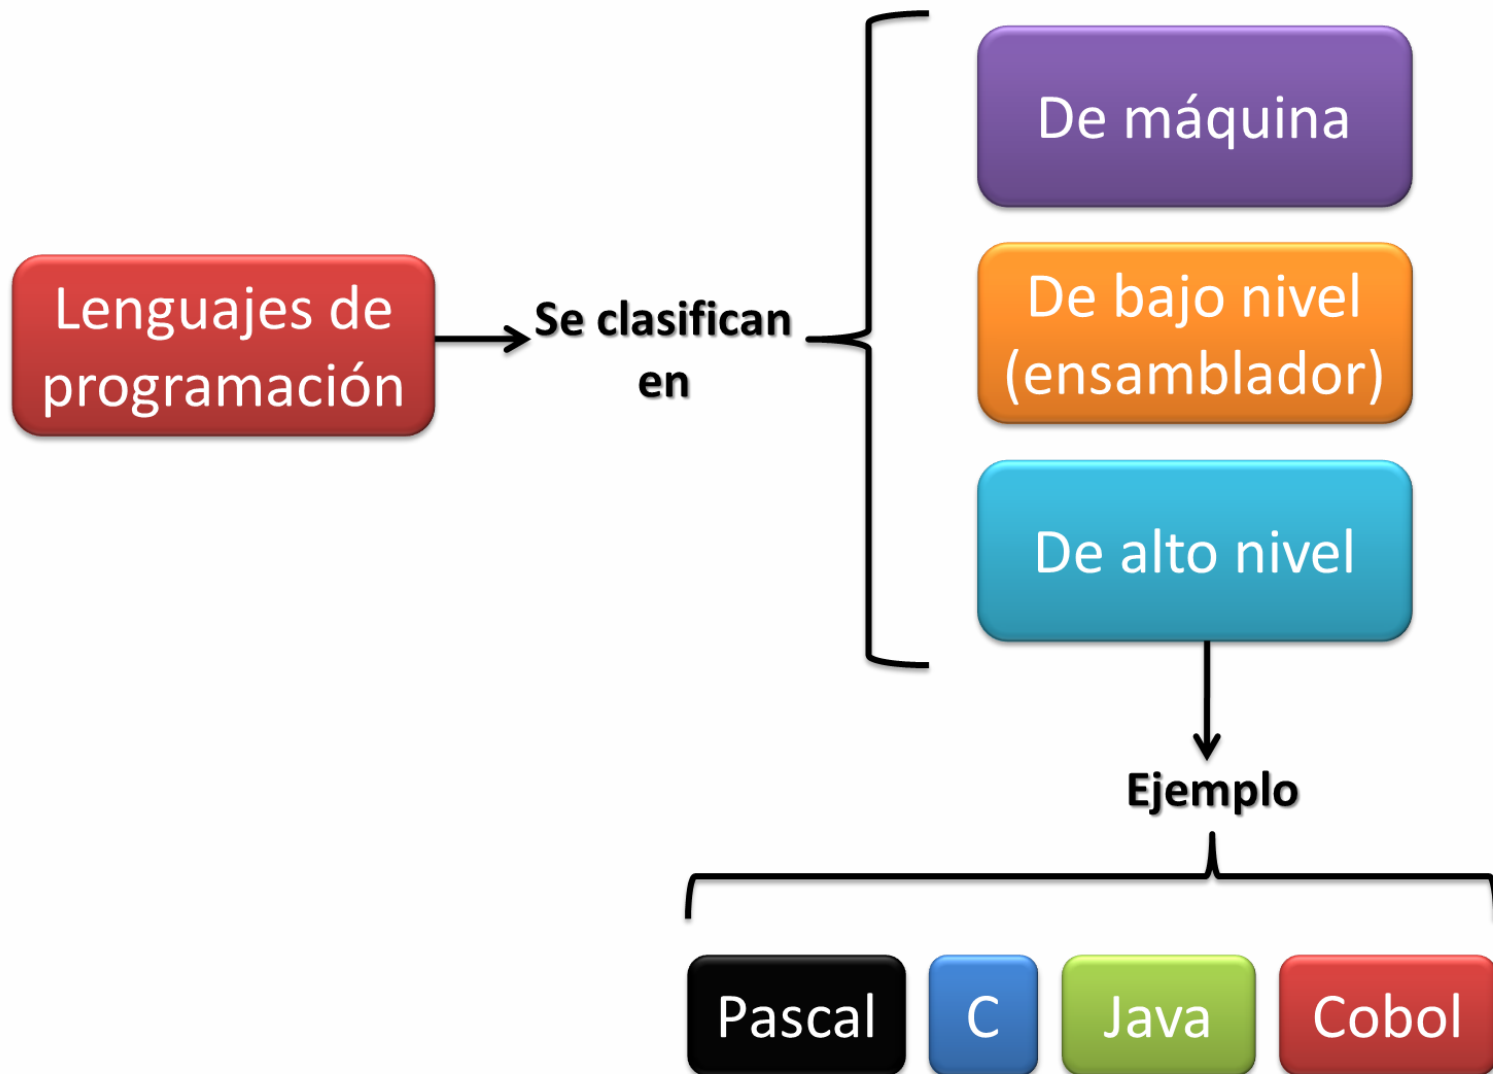 De máquina
Lenguajes de
programación
Se clasifican
en
De bajo nivel
(ensamblador)
De alto nivel
Ejemplo
Pascal
C
Java
Cobol